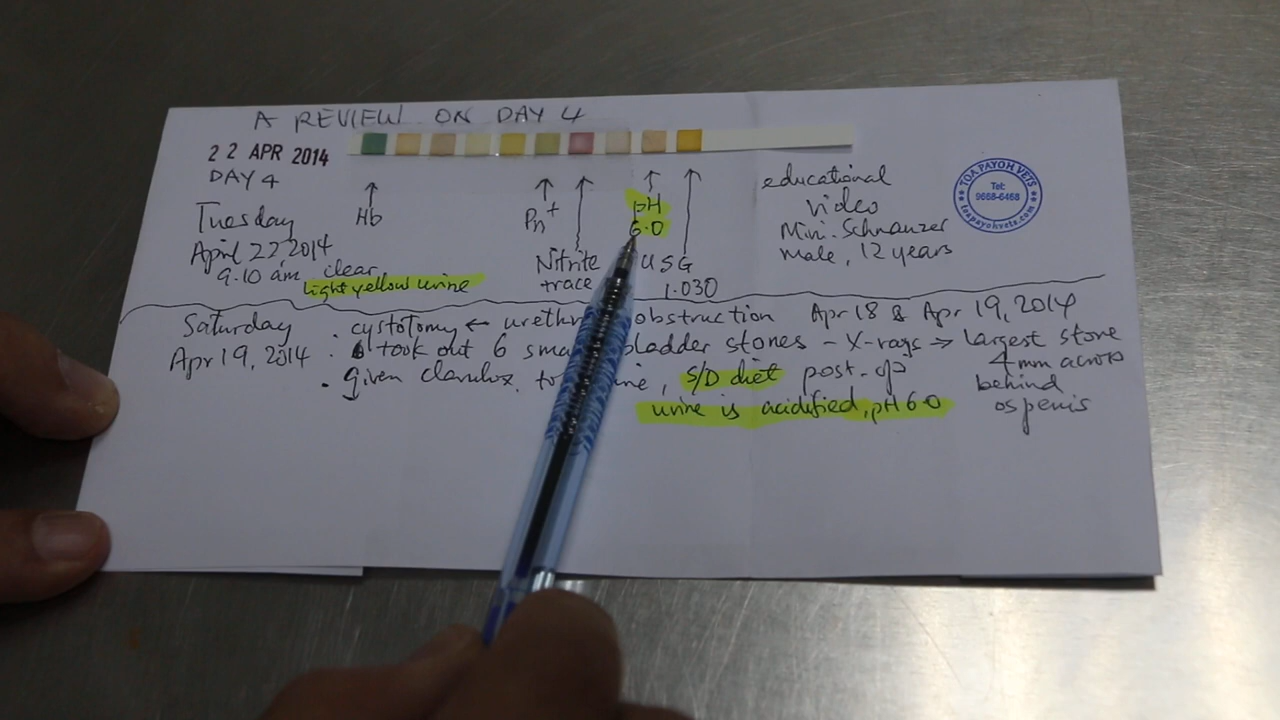 A REVIEW ON DAY 4
22 APR 2014
DAY 4
Tuesday
April 22, 2014
9.10 am clear
light yellow urine
Hb
Pn+
Nitrite
trace
pH
6.0
USG
1.030
educational
video
Mini. Schnauzer
male, 12 years
TOA PAYOH VETS
Tel:
9668-6468
toapayohvets.com
Saturday
Apr 19, 2014
• cystotomy ← urethr obstruction Apr 18 & Apr 19, 2014
• took out 6 sma bladder stones - X-rays → largest stone
4mm across
behind
os penis
• given clavulox, S/D diet post-op
urine is acidified, pH 6.0